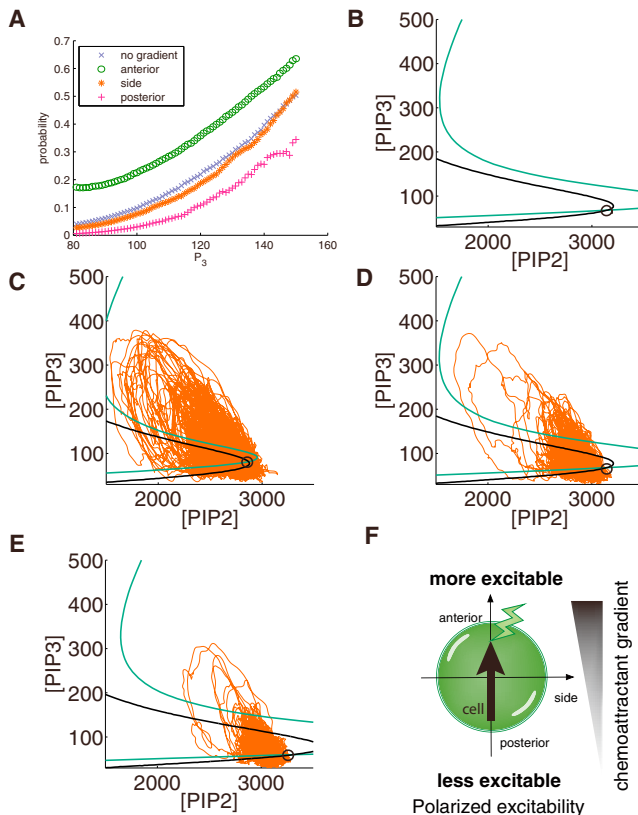 A
no gradient
anterior
side
posterior
0.7
0.6
0.5
0.4
0.3
0.2
0.1
0
probability
80
100
120
140
160
P_3
B
500
400
300
200
100
[PIP3]
2000
3000
[PIP2]
C
500
400
300
200
100
[PIP3]
2000
3000
[PIP2]
D
500
400
300
200
100
[PIP3]
2000
3000
[PIP2]
E
500
400
300
200
100
[PIP3]
2000
3000
[PIP2]
F
more excitable
anterior
side
cell
posterior
less excitable
Polarized excitability
chemoattractant gradient